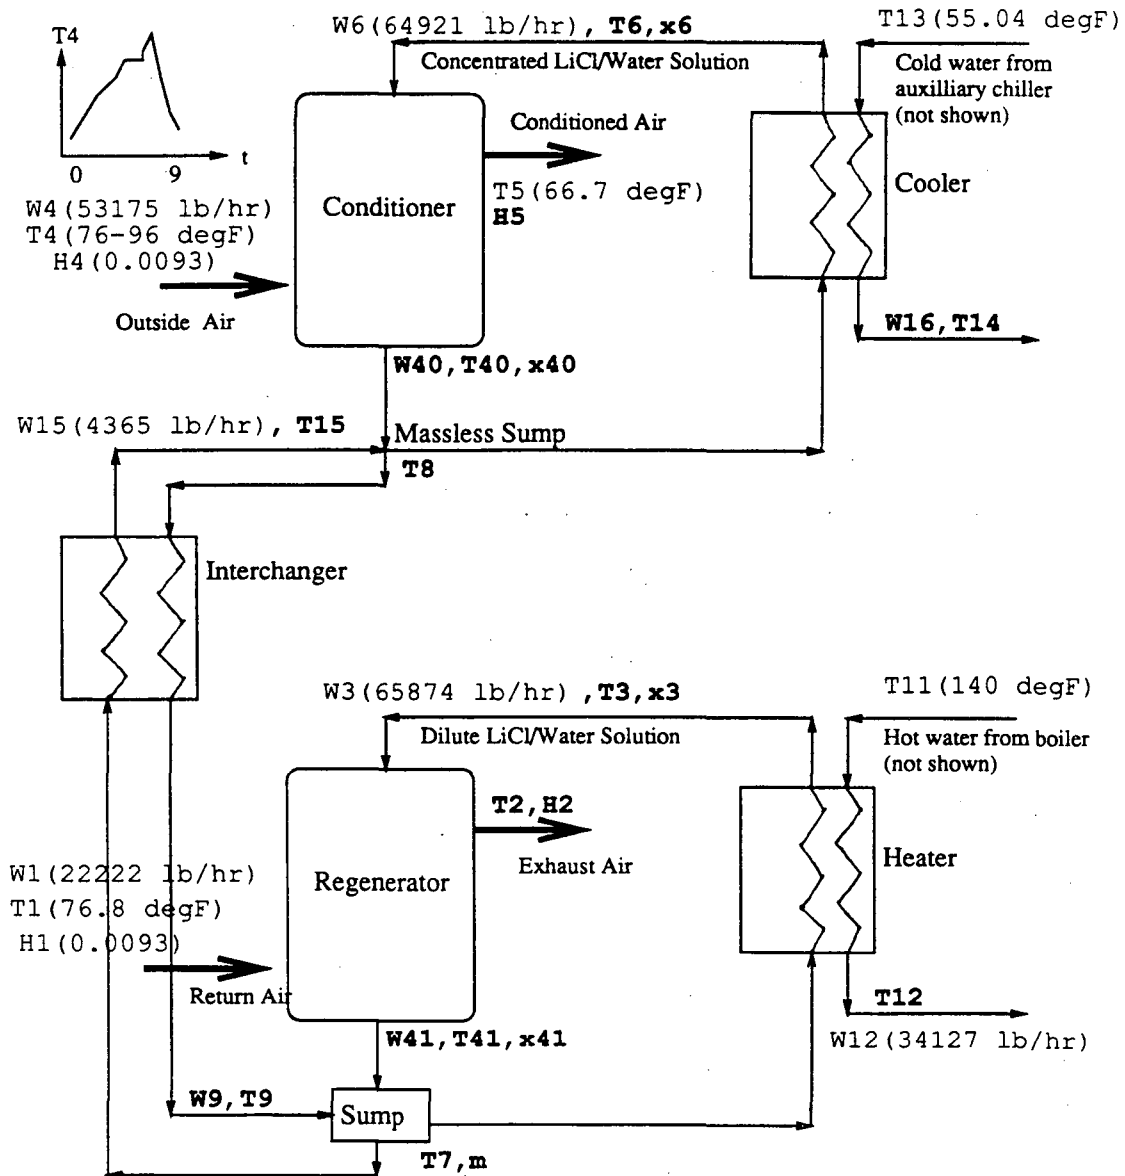 W6(64921 lb/hr), T6,x6
T13(55.04 degF)
T4
Concentrated LiCl/Water Solution
Cold water from
auxilliary chiller
(not shown)
Conditioned Air
t
0
9
Conditioner
T5(66.7 degF)
H5
Cooler
W4(53175 lb/hr)
T4(76-96 degF)
H4(0.0093)
Outside Air
W16,T14
W40,T40,x40
W15(4365 lb/hr), T15
Massless Sump
T8
Interchanger
W3(65874 lb/hr) ,T3,x3
T11(140 degF)
Dilute LiCl/Water Solution
Hot water from boiler
(not shown)
T2,H2
Exhaust Air
Heater
W1(22222 lb/hr)
T1(76.8 degF)
H1(0.0093)
Regenerator
Return Air
T12
W12(34127 lb/hr)
W41,T41,x41
W9,T9
Sump
T7,m